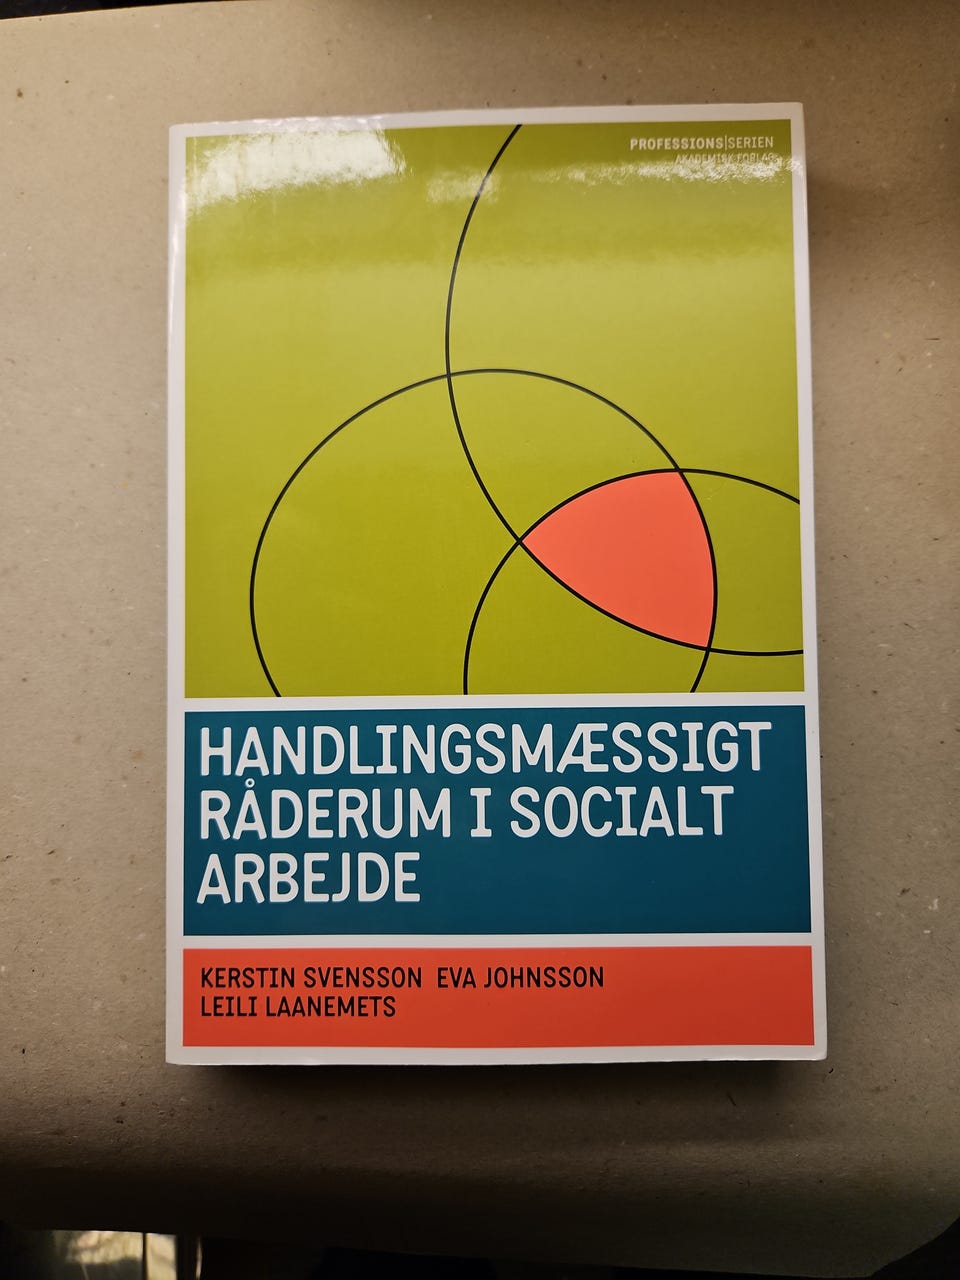 PROFESSIONS|SERIEN
AKADEMISK FORLAG
HANDLINGSMÆSSIGT
RÅDERUM I SOCIALT
ARBEJDE
KERSTIN SVENSSON EVA JOHNSSON
LEILI LAANEMETS